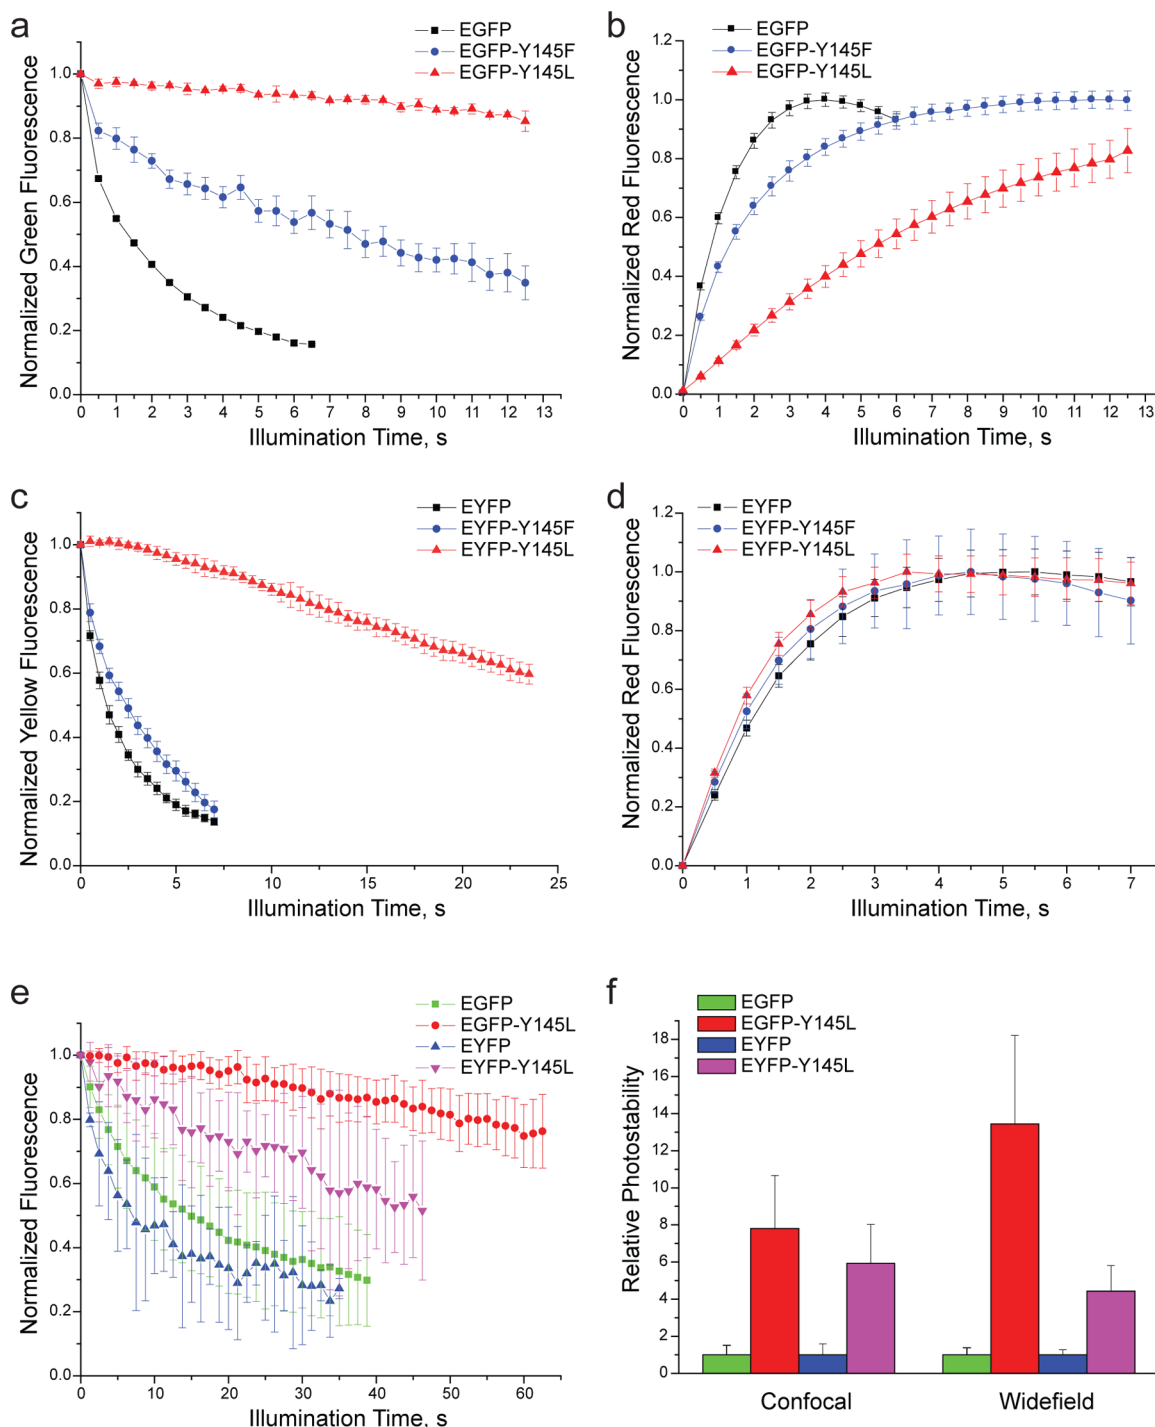 a
EGFP
EGFP-Y145F
EGFP-Y145L
Normalized Green Fluorescence
1.0
0.8
0.6
0.4
0.2
0.0
0 1 2 3 4 5 6 7 8 9 10 11 12 13
Illumination Time, s
b
EGFP
EGFP-Y145F
EGFP-Y145L
Normalized Red Fluorescence
1.2
1.0
0.8
0.6
0.4
0.2
0.0
0 1 2 3 4 5 6 7 8 9 10 11 12 13
Illumination Time, s
c
EYFP
EYFP-Y145F
EYFP-Y145L
Normalized Yellow Fluorescence
1.0
0.8
0.6
0.4
0.2
0.0
0 5 10 15 20 25
Illumination Time, s
d
EYFP
EYFP-Y145F
EYFP-Y145L
Normalized Red Fluorescence
1.2
1.0
0.8
0.6
0.4
0.2
0.0
0 1 2 3 4 5 6 7
Illumination Time, s
e
EGFP
EGFP-Y145L
EYFP
EYFP-Y145L
Normalized Fluorescence
1.0
0.8
0.6
0.4
0.2
0.0
0 10 20 30 40 50 60
Illumination Time, s
f
EGFP
EGFP-Y145L
EYFP
EYFP-Y145L
Relative Photostability
18
16
14
12
10
8
6
4
2
0
Confocal Widefield